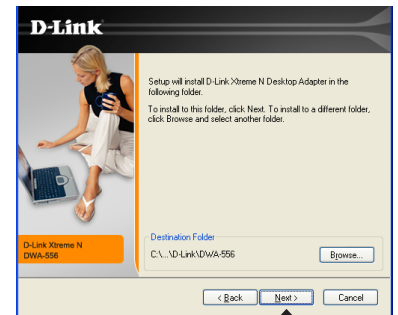 D-Link
Setup will install D-Link Xtreme N Desktop Adapter in the
following folder.
To install to this folder, click Next. To install to a different folder,
click Browse and select another folder.
D-Link Xtreme N
DWA-556
Destination Folder
C:\...\D-Link\DWA-556
Browse...
< Back
Next >
Cancel